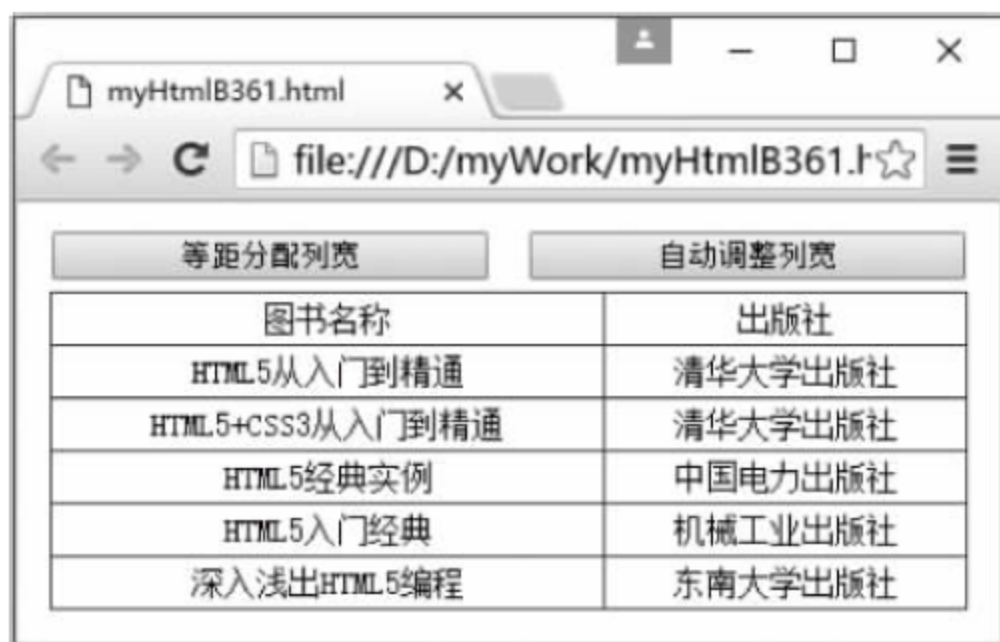 myHtmlB361.html
file:///D:/myWork/myHtmlB361.h
等距分配列宽 自动调整列宽
图书名称 出版社
HTML5从入门到精通 清华大学出版社
HTML5+CSS3从入门到精通 清华大学出版社
HTML5经典实例 中国电力出版社
HTML5入门经典 机械工业出版社
深入浅出HTML5编程 东南大学出版社